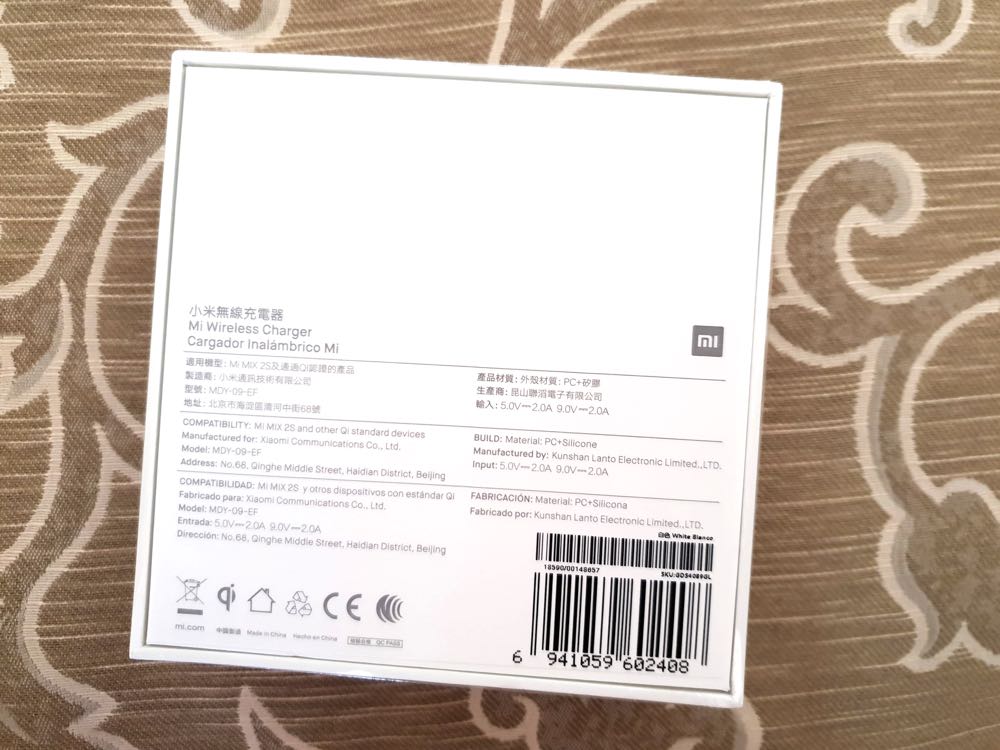 小米無線充電器
Mi Wireless Charger
Cargador Inalámbrico Mi
mi
適用機型: Mi MIX 2S及通過Qi認證的產品
製造商: 小米通訊技術有限公司
型號: MDY-09-EF
地址: 北京市海淀區清河中街68號
產品材質: 外殼材質: PC+矽膠
生產商: 昆山聯滔電子有限公司
輸入: 5.0V⎓2.0A 9.0V⎓2.0A
COMPATIBILITY: Mi MIX 2S and other Qi standard devices
Manufactured for: Xiaomi Communications Co., Ltd.
Model: MDY-09-EF
Address: No.68, Qinghe Middle Street, Haidian District, Beijing
BUILD: Material: PC+Silicone
Manufactured by: Kunshan Lanto Electronic Limited.,LTD.
Input: 5.0V⎓2.0A 9.0V⎓2.0A
COMPATIBILIDAD: Mi MIX 2S y otros dispositivos con estándar Qi
Fabricado para: Xiaomi Communications Co., Ltd.
Model: MDY-09-EF
Entrada: 5.0V⎓2.0A 9.0V⎓2.0A
Dirección: No.68, Qinghe Middle Street, Haidian District, Beijing
FABRICACIÓN: Material: PC+Silicona
Fabricado por: Kunshan Lanto Electronic Limited.,LTD.
白色 White Blanco
18590/00148657
SKU:GDS4089GL
6 941059 602408
qi
CE
mi.com
中國製造 Made in China Hecho en China
檢驗合格 QC PASS